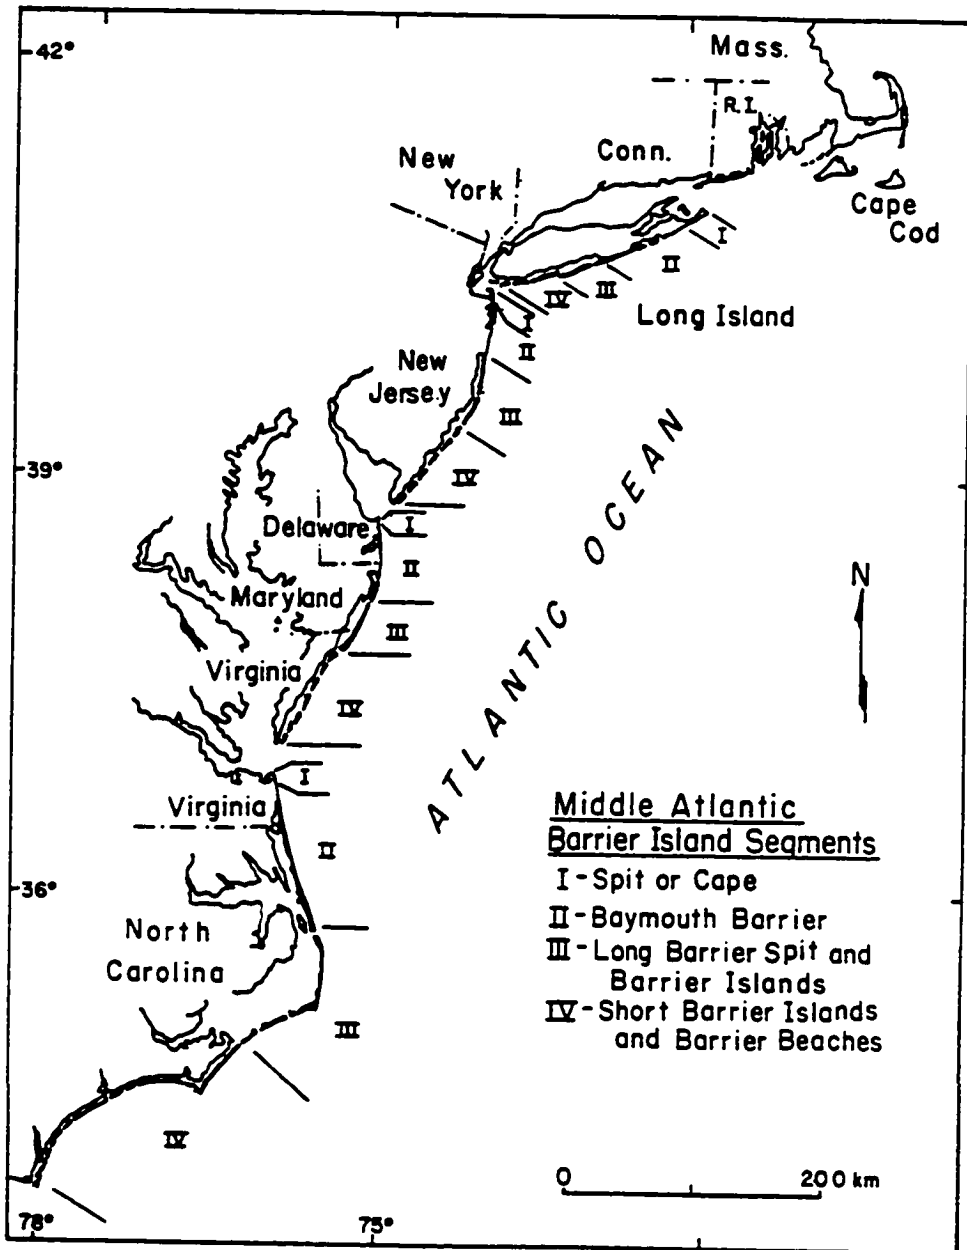 42°
Mass.
R.I.
Conn.
New
York
Cape
Cod
I
II
III
IV
Long Island
I
II
New
Jersey
III
39°
IV
Delaware
I
II
Maryland
III
N
Virginia
IV
ATLANTIC OCEAN
I
Virginia
II
Middle Atlantic
Barrier Island Segments
I-Spit or Cape
36°
II-Baymouth Barrier
North
Carolina
III-Long Barrier Spit and
Barrier Islands
IV-Short Barrier Islands
and Barrier Beaches
III
IV
0 200 km
78° 75°